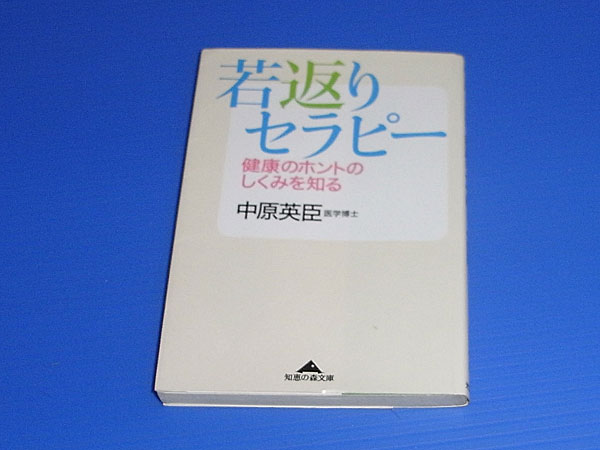 若返り
セラピー
健康のホントの
しくみを知る
中原英臣 医学博士
知恵の森文庫